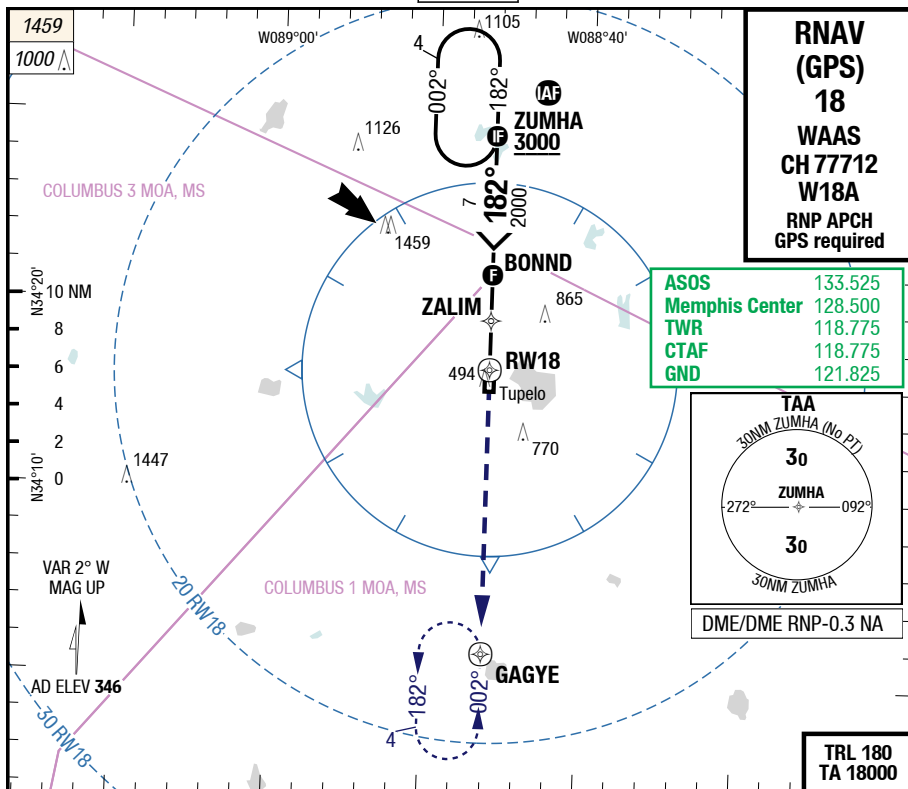 1459
1000
1105
W089°00'
W088°40'
4
002°
182°
IAF
IF
ZUMHA
3000
1126
7
182°
2000
COLUMBUS 3 MOA, MS
1459
RNAV
(GPS)
18
WAAS
CH 77712
W18A
RNP APCH
GPS required
F
BONND
ZALIM
865
ASOS 133.525
Memphis Center 128.500
TWR 118.775
CTAF 118.775
GND 121.825
N34°20'
10 NM
8
6
4
2
0
N34°10'
RW18
494
Tupelo
770
1447
TAA
30NM ZUMHA (No PT)
30
ZUMHA
272°
092°
30
30NM ZUMHA
DME/DME RNP-0.3 NA
VAR 2° W
MAG UP
COLUMBUS 1 MOA, MS
20 RW18
AD ELEV 346
30 RW18
GAGYE
182°
002°
4
TRL 180
TA 18000